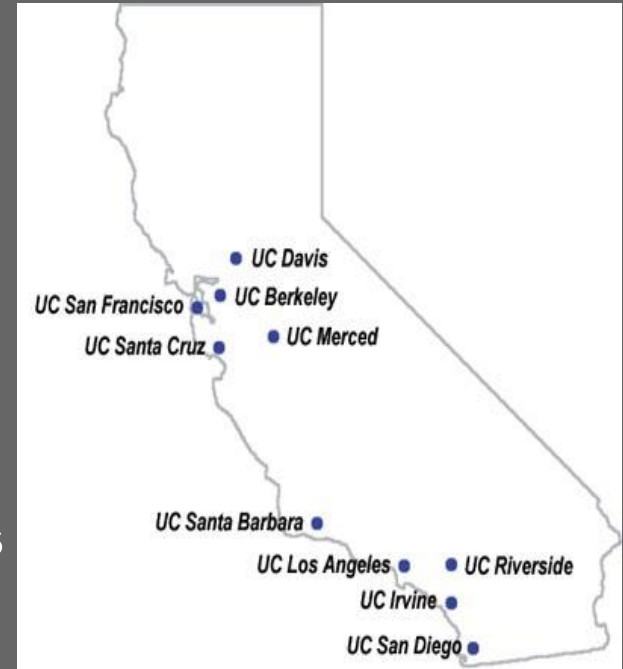 UC Davis
UC Berkeley
UC San Francisco
UC Merced
UC Santa Cruz
UC Santa Barbara
UC Los Angeles
UC Riverside
UC Irvine
UC San Diego